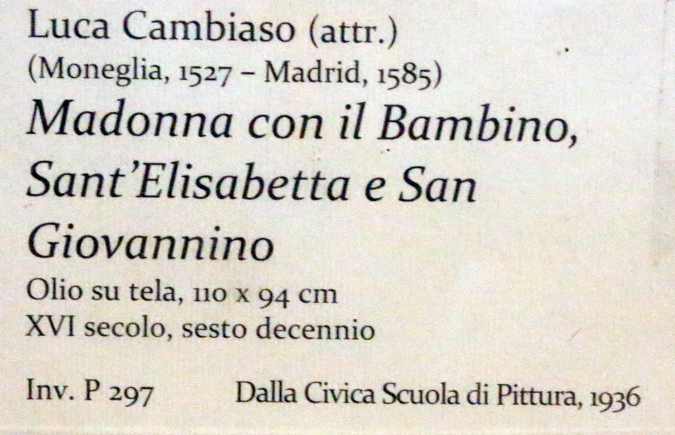 Luca Cambiaso (attr.)
(Moneglia, 1527 – Madrid, 1585)
Madonna con il Bambino,
Sant’Elisabetta e San
Giovannino
Olio su tela, 110 x 94 cm
XVI secolo, sesto decennio
Inv. P 297 Dalla Civica Scuola di Pittura, 1936